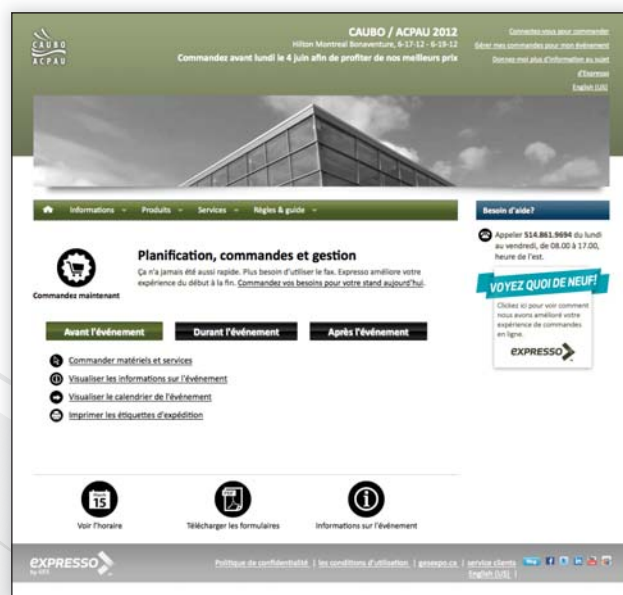 CAUBO
ACPAU
CAUBO / ACPAU 2012
Hilton Montreal Bonaventure, 6-17-12 - 6-19-12
Commandez avant lundi le 4 juin afin de profiter de nos meilleurs prix
Connectez-vous pour commander
Gérer mes commandes pour mon événement
Donnez-moi plus d'information au sujet
d'Expresso
English (US)
Informations
Produits
Services
Règles & guide
Besoin d'aide?
Appeler 514.861.9694 du lundi
au vendredi, de 08.00 à 17.00,
heure de l'est.
Commandez maintenant
Planification, commandes et gestion
Ça n'a jamais été aussi rapide. Plus besoin d'utiliser le fax. Expresso améliore votre
expérience du début à la fin. Commandez vos besoins pour votre stand aujourd'hui.
VOYEZ QUOI DE NEUF!
Clickez ici pour voir comment
nous avons amélioré votre
expérience de commandes
en ligne.
EXPRESSO
Avant l'événement
Durant l'événement
Après l'événement
Commander matériels et services
Visualiser les informations sur l'événement
Visualiser le calendrier de l'événement
Imprimer les étiquettes d'expédition
15
Voir l'horaire
PDF
Télécharger les formulaires
Informations sur l'événement
EXPRESSO
by GES
Politique de confidentialité | les conditions d'utilisation | gesexpo.ca | service clients
English (US) |